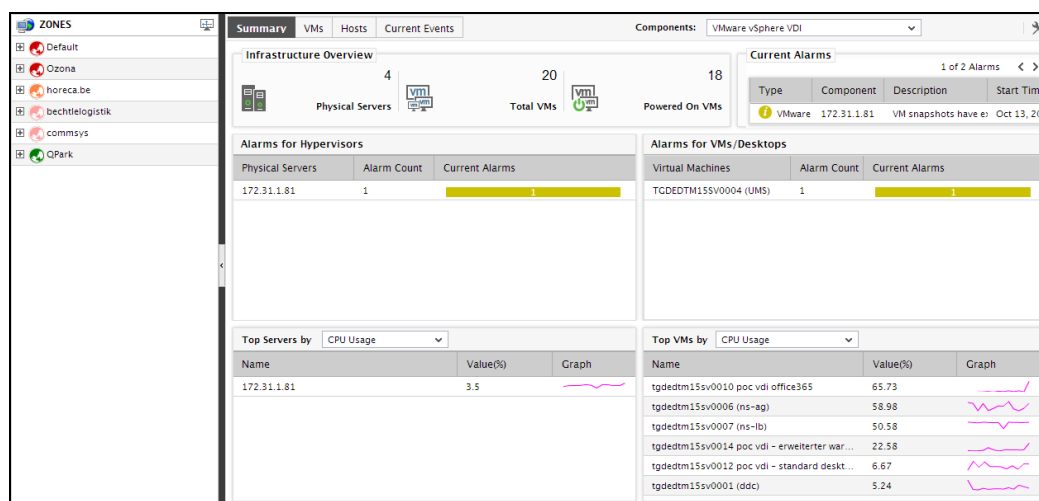 ZONES
Default
Ozona
horeca.be
bechtlelogistik
commsys
QPark
Summary VMs Hosts Current Events Components: VMware vSphere VDI
Infrastructure Overview
4 20 18
vm vm vm vm
Physical Servers Total VMs Powered On VMs
Current Alarms
1 of 2 Alarms
Type Component Description Start Tim
VMware 172.31.1.81 VM snapshots have e Oct 13, 20
Alarms for Hypervisors
Physical Servers Alarm Count Current Alarms
172.31.1.81 1 1
Alarms for VMs/Desktops
Virtual Machines Alarm Count Current Alarms
TGDEDTM15SV0004 (UMS) 1 1
Top Servers by CPU Usage
Name Value(%) Graph
172.31.1.81 3.5
Top VMs by CPU Usage
Name Value(%) Graph
tgdedtm15sv0010 poc vdi office365 65.73
tgdedtm15sv0006 (ns-ag) 58.98
tgdedtm15sv0007 (ns-lb) 50.58
tgdedtm15sv0014 poc vdi - erweiterter war... 22.58
tgdedtm15sv0012 poc vdi - standard deskt... 6.67
tgdedtm15sv0001 (ddc) 5.24